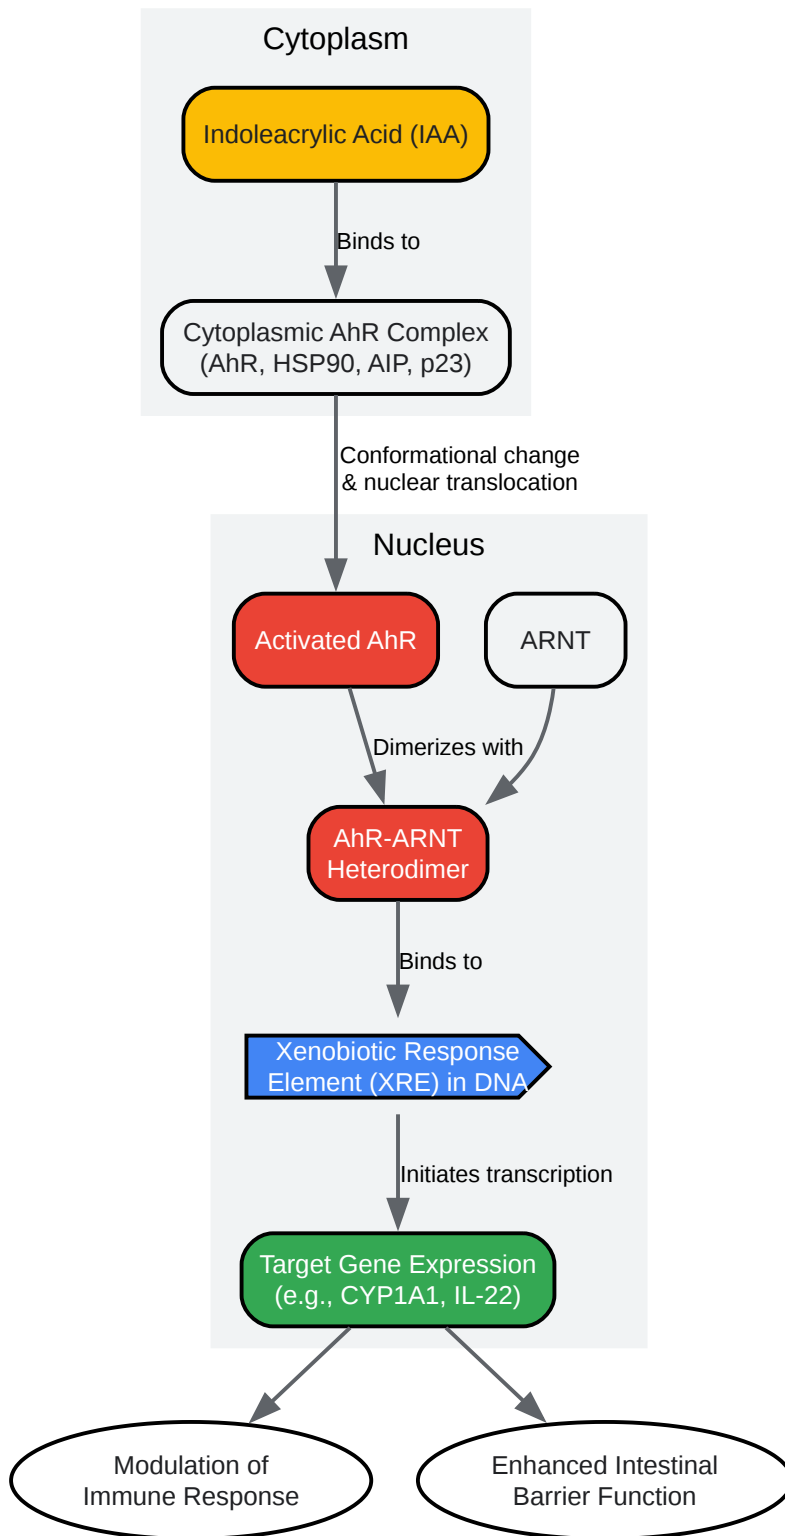 Cytoplasm
Indoleacrylic Acid (IAA)
Binds to
Cytoplasmic AhR Complex
(AhR, HSP90, AIP, p23)
Conformational change
& nuclear translocation
Nucleus
Activated AhR
ARNT
Dimerizes with
AhR-ARNT
Heterodimer
Binds to
Xenobiotic Response
Element (XRE) in DNA
Initiates transcription
Target Gene Expression
(e.g., CYP1A1, IL-22)
Modulation of
Immune Response
Enhanced Intestinal
Barrier Function